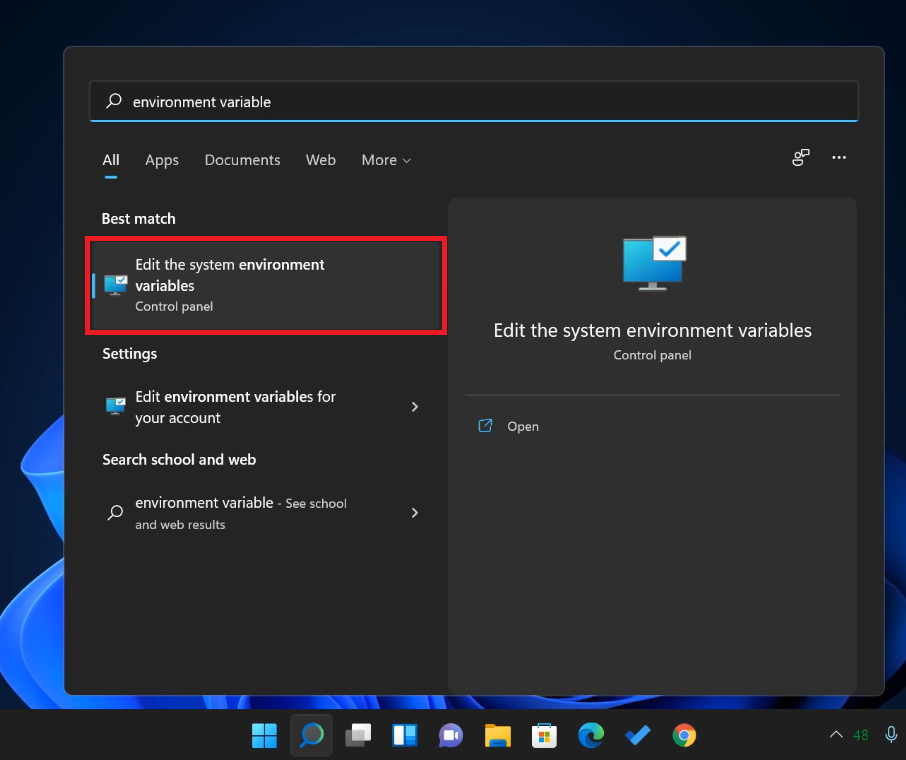 environment variable
All Apps Documents Web More
Best match
Edit the system environment
variables
Control panel
Settings
Edit environment variables for
your account
Search school and web
environment variable - See school
and web results
Edit the system environment variables
Control panel
Open
48